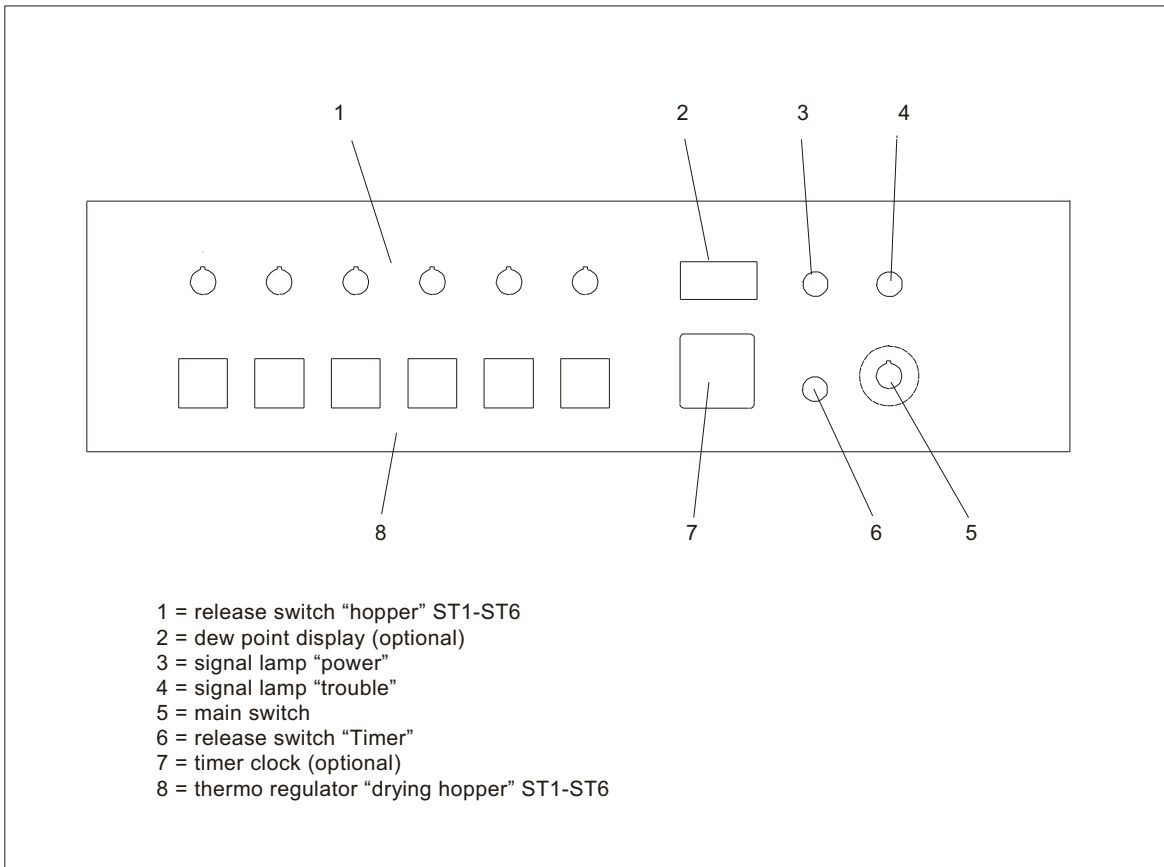 1
2
3
4
8
7
6
5
1 = release switch “hopper” ST1-ST6
2 = dew point display (optional)
3 = signal lamp “power”
4 = signal lamp “trouble”
5 = main switch
6 = release switch “Timer”
7 = timer clock (optional)
8 = thermo regulator “drying hopper” ST1-ST6